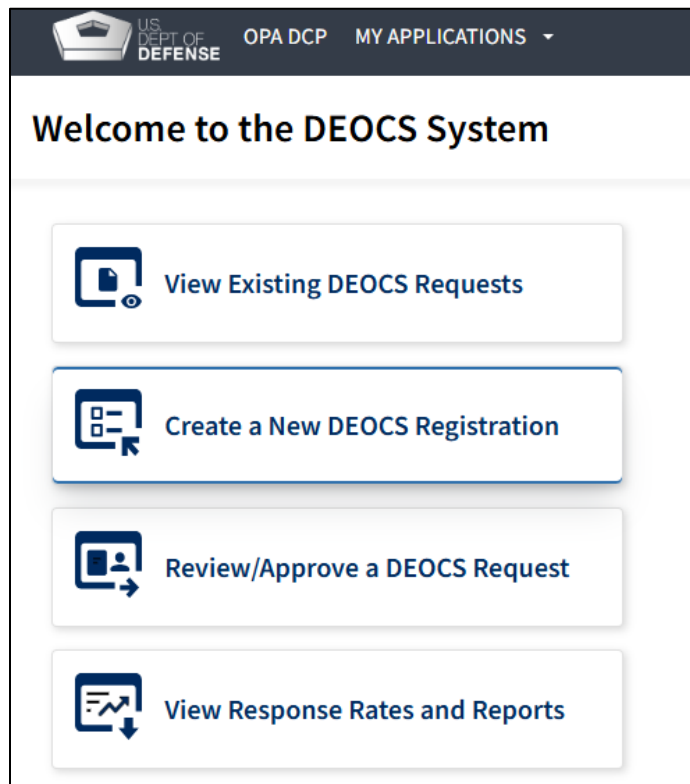 U.S.
DEPT OF
DEFENSE
OPA DCP MY APPLICATIONS
Welcome to the DEOCS System
View Existing DEOCS Requests
Create a New DEOCS Registration
Review/Approve a DEOCS Request
View Response Rates and Reports